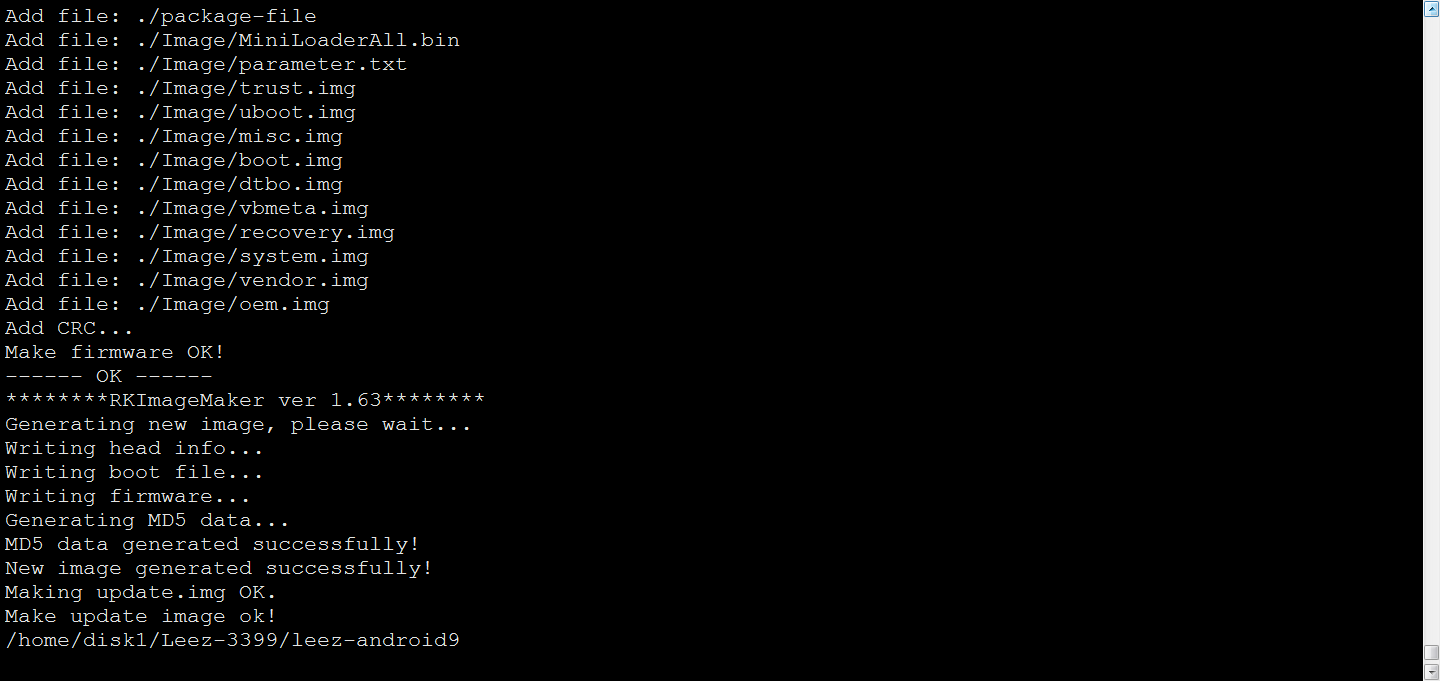 Add file: ./package-file
Add file: ./Image/MiniLoaderAll.bin
Add file: ./Image/parameter.txt
Add file: ./Image/trust.img
Add file: ./Image/uboot.img
Add file: ./Image/misc.img
Add file: ./Image/boot.img
Add file: ./Image/dtbo.img
Add file: ./Image/vbmeta.img
Add file: ./Image/recovery.img
Add file: ./Image/system.img
Add file: ./Image/vendor.img
Add file: ./Image/oem.img
Add CRC...
Make firmware OK!
------ OK ------
********RKImageMaker ver 1.63********
Generating new image, please wait...
Writing head info...
Writing boot file...
Writing firmware...
Generating MD5 data...
MD5 data generated successfully!
New image generated successfully!
Making update.img OK.
Make update image ok!
/home/disk1/Leez-3399/leez-android9